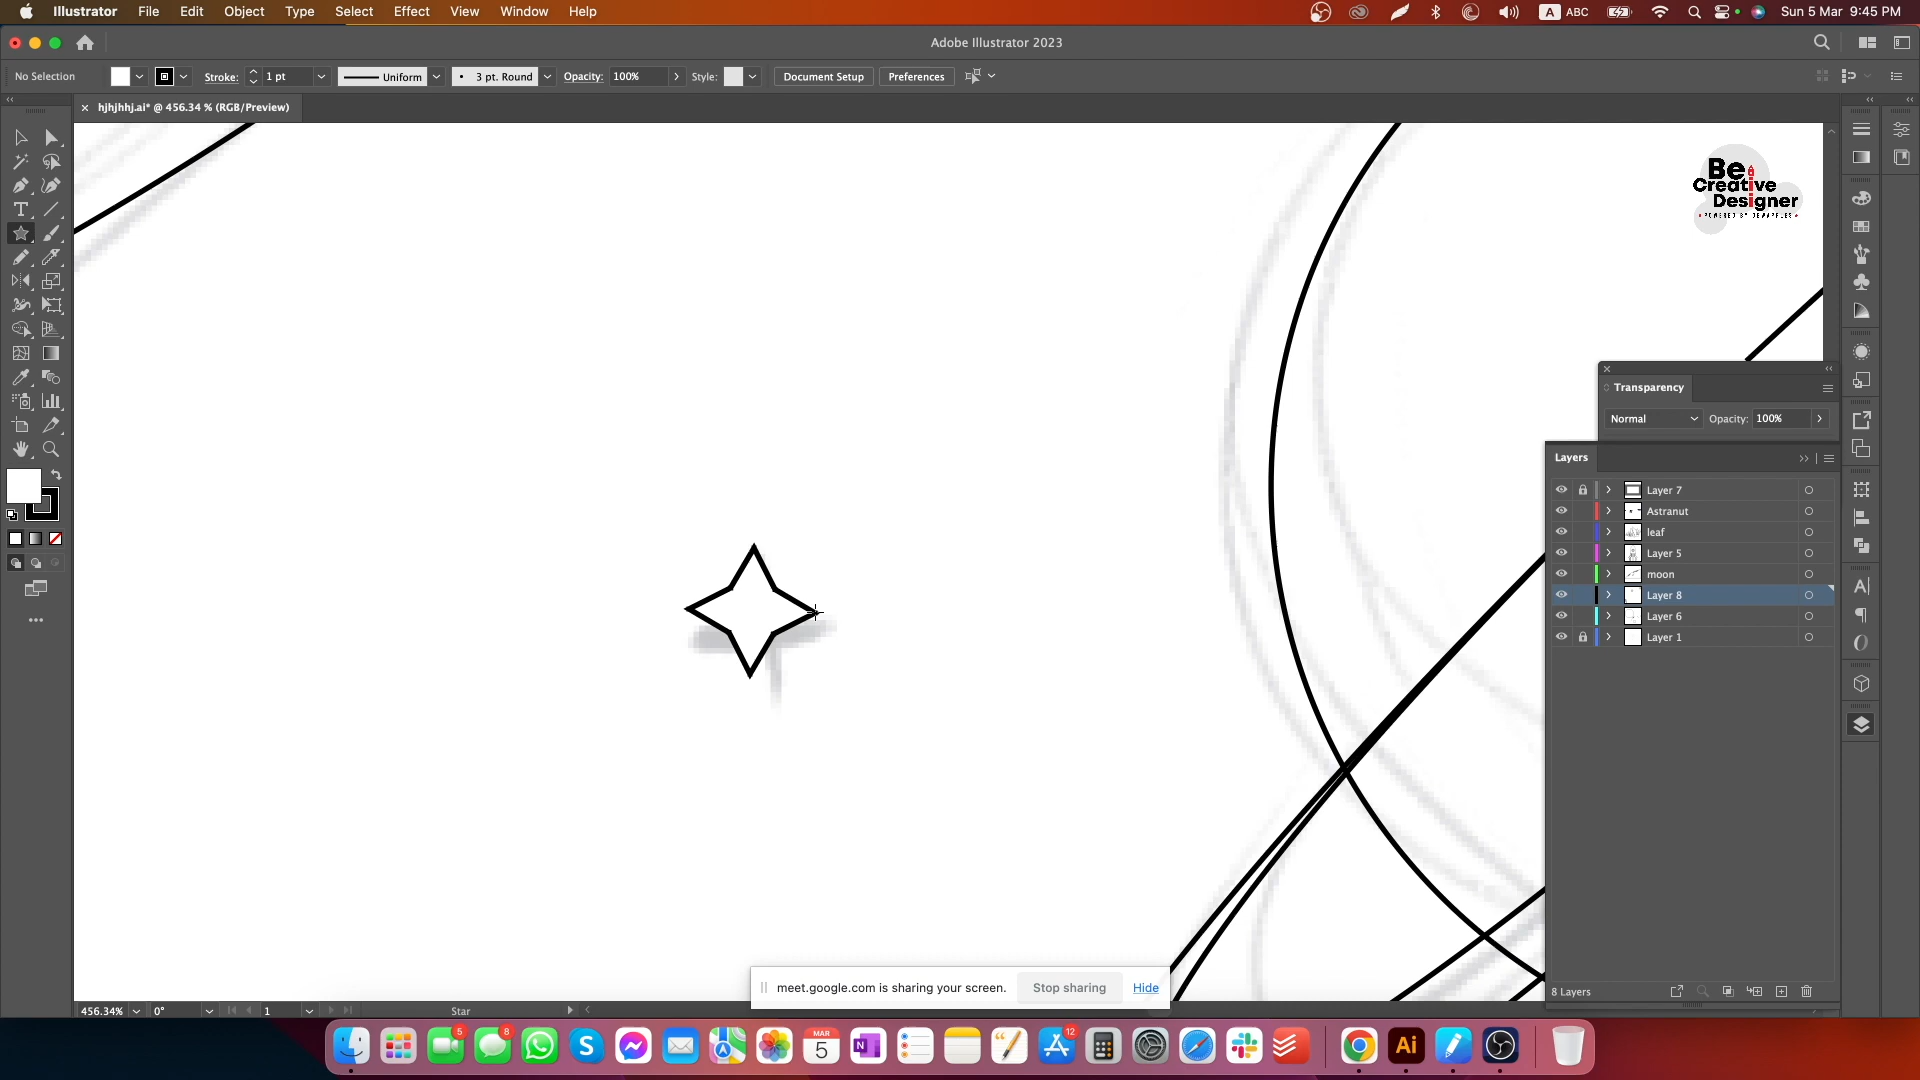 Illustrator File Edit Object Type Select Effect View Window Help
A ABC Sun 5 Mar 9:45 PM
Adobe Illustrator 2023
No Selection Stroke: 1 pt Uniform 3 pt. Round Opacity: 100% Style: Document Setup Preferences
hjhjhhj.ai* @ 456.34 % (RGB/Preview)
Be
Creative
Designer
Transparency
Normal Opacity: 100%
Layers
Layer 7
Astranut
leaf
Layer 5
moon
Layer 8
Layer 6
Layer 1
8 Layers
meet.google.com is sharing your screen. Stop sharing Hide
456.34% 0° 1 Star
5
8
MAR
5
N
12
Ai